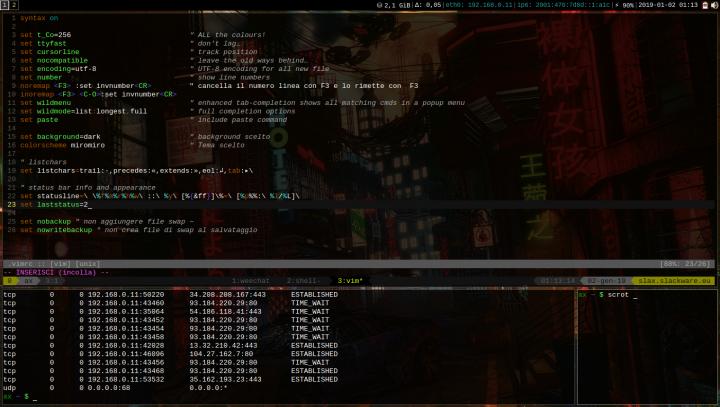 1 2 2,1 GiB|Δ: 0,05|eth0: 192.168.0.11|ip6: 2001:470:7d8d::1:a1c|⚡ 90%|2019-01-02 01:13
1 syntax on
2
3 set t_Co=256 " ALL the colours!
4 set ttyfast " don't lag…
5 set cursorline " track position
6 set nocompatible " leave the old ways behind…
7 set encoding=utf-8 " UTF-8 encoding for all new file
8 set number " show line numbers
9 noremap <F3> :set invnumber<CR> " cancella il numero linea con F3 e lo rimette con F3
10 inoremap <F3> <C-O>:set invnumber<CR>
11 set wildmenu " enhanced tab-completion shows all matching cmds in a popup menu
12 set wildmode=list:longest,full " full completion options
13 set paste " include paste command
14
15 set background=dark " background scelto
16 colorscheme miromiro " Tema scelto
17
18 " listchars
19 set listchars=trail:-,precedes:«,extends:»,eol:↲,tab:▸\
20
21 " status bar info and appearance
22 set statusline=\ \%f%m%r%h%w\ ::\ %y\ [%{&ff}]\%=\ [%p%%:\ %l/%L]\
23 set laststatus=2_
24
25 set nobackup " non aggiungere file swap ~
26 set nowritebackup " non crea file di swap al salvataggio
.vimrc :: [vim] [unix] [88%: 23/26]
-- INSERISCI (incolla) --
0 ax 3:1 1:weechat 2:shell- 3:vim* 01:13:14 02-gen-19 slax.slackware.eu
tcp 0 0 192.168.0.11:50220 34.208.208.167:443 ESTABLISHED
tcp 0 0 192.168.0.11:43460 93.184.220.29:80 TIME_WAIT
tcp 0 0 192.168.0.11:35064 54.186.118.41:443 ESTABLISHED
tcp 0 0 192.168.0.11:43452 93.184.220.29:80 TIME_WAIT
tcp 0 0 192.168.0.11:43454 93.184.220.29:80 TIME_WAIT
tcp 0 0 192.168.0.11:43458 93.184.220.29:80 TIME_WAIT
tcp 0 0 192.168.0.11:42028 13.32.210.42:443 ESTABLISHED
tcp 0 0 192.168.0.11:46096 104.27.162.7:80 ESTABLISHED
tcp 0 0 192.168.0.11:43456 93.184.220.29:80 TIME_WAIT
tcp 0 0 192.168.0.11:43468 93.184.220.29:80 ESTABLISHED
tcp 0 0 192.168.0.11:53532 35.162.193.23:443 ESTABLISHED
udp 0 0 0.0.0.0:68 0.0.0.0:*
ax ~ $ _
ax ~ $ scrot _